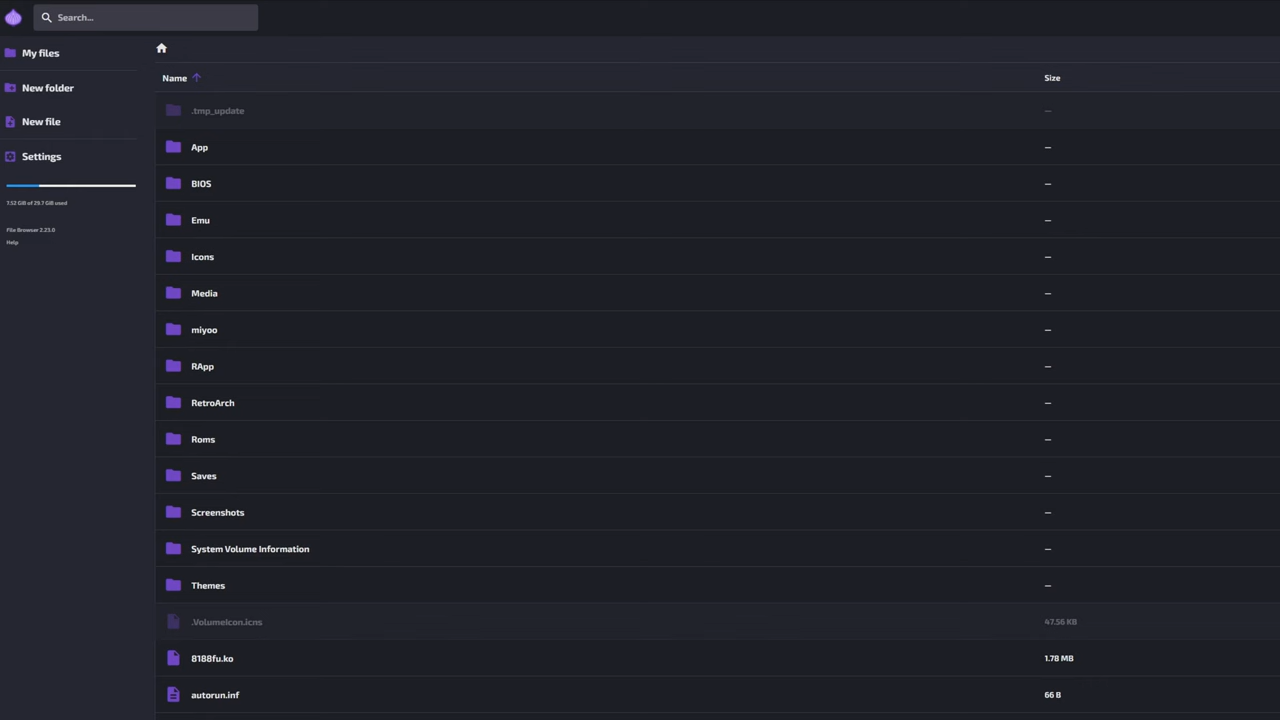 Search...
My files
New folder
New file
Settings
7.52 GiB of 29.7 GiB used
File Browser 2.23.0
Help
Name
Size
.tmp_update —
App —
BIOS —
Emu —
Icons —
Media —
miyoo —
RApp —
RetroArch —
Roms —
Saves —
Screenshots —
System Volume Information —
Themes —
.VolumeIcon.icns 47.56 KB
8188fu.ko 1.78 MB
autorun.inf 66 B